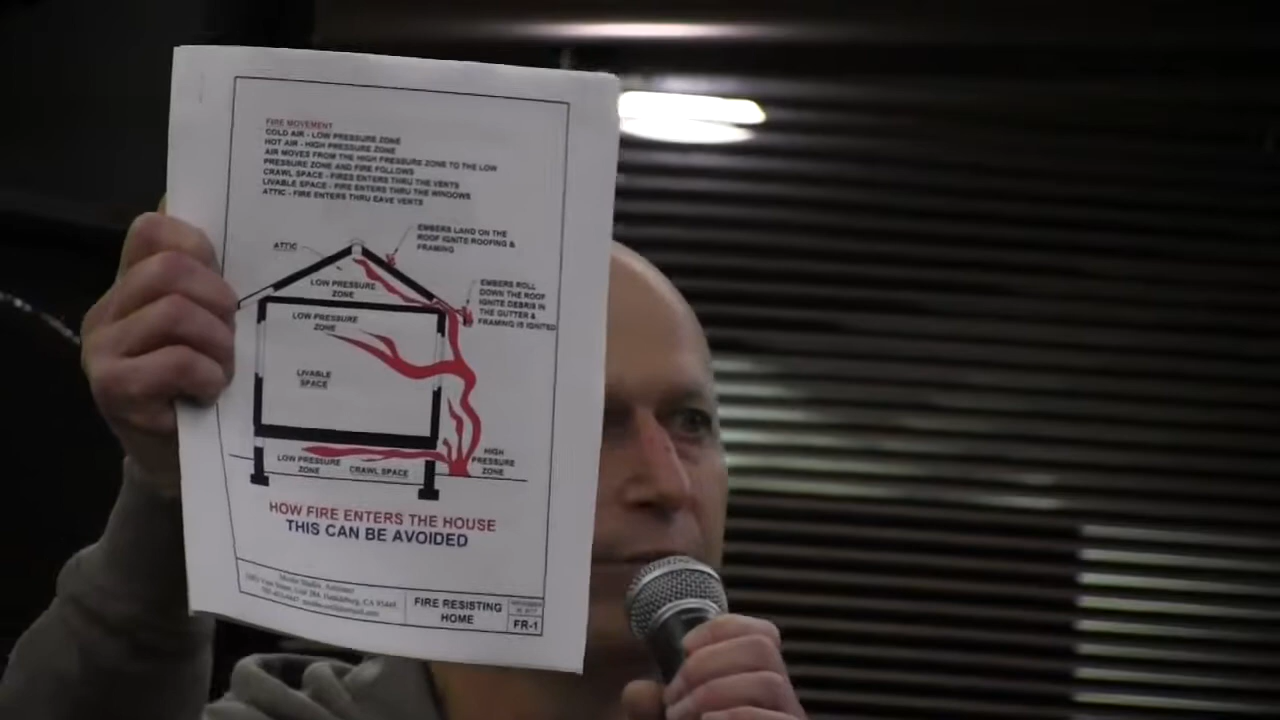 FIRE MOVEMENT
COLD AIR - LOW PRESSURE ZONE
HOT AIR - HIGH PRESSURE ZONE
AIR MOVES FROM THE HIGH PRESSURE ZONE TO THE LOW
PRESSURE ZONE AND FIRE FOLLOWS
CRAWL SPACE - FIRES ENTERS THRU THE VENTS
LIVABLE SPACE - FIRE ENTERS THRU THE WINDOWS
ATTIC - FIRE ENTERS THRU EAVE VENTS
EMBERS LAND ON THE
ROOF IGNITE ROOFING &
FRAMING
ATTIC
LOW PRESSURE
ZONE
EMBERS ROLL
DOWN THE ROOF
IGNITE DEBRIS IN
THE GUTTER &
FRAMING IS IGNITED
LOW PRESSURE
ZONE
LIVABLE
SPACE
HIGH
PRESSURE
ZONE
LOW PRESSURE
ZONE
CRAWL SPACE
HOW FIRE ENTERS THE HOUSE
THIS CAN BE AVOIDED
Healdsburg, CA 95448
FIRE RESISTING
HOME
FR-1